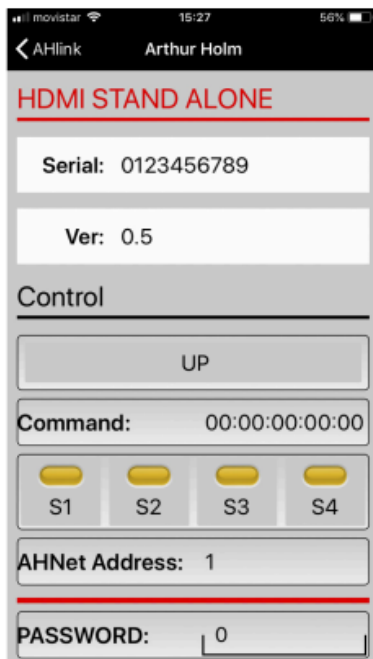 movistar 15:27 56%
AHlink Arthur Holm
HDMI STAND ALONE
Serial: 0123456789
Ver: 0.5
Control
UP
Command: 00:00:00:00:00
S1 S2 S3 S4
AHNet Address: 1
PASSWORD: 0